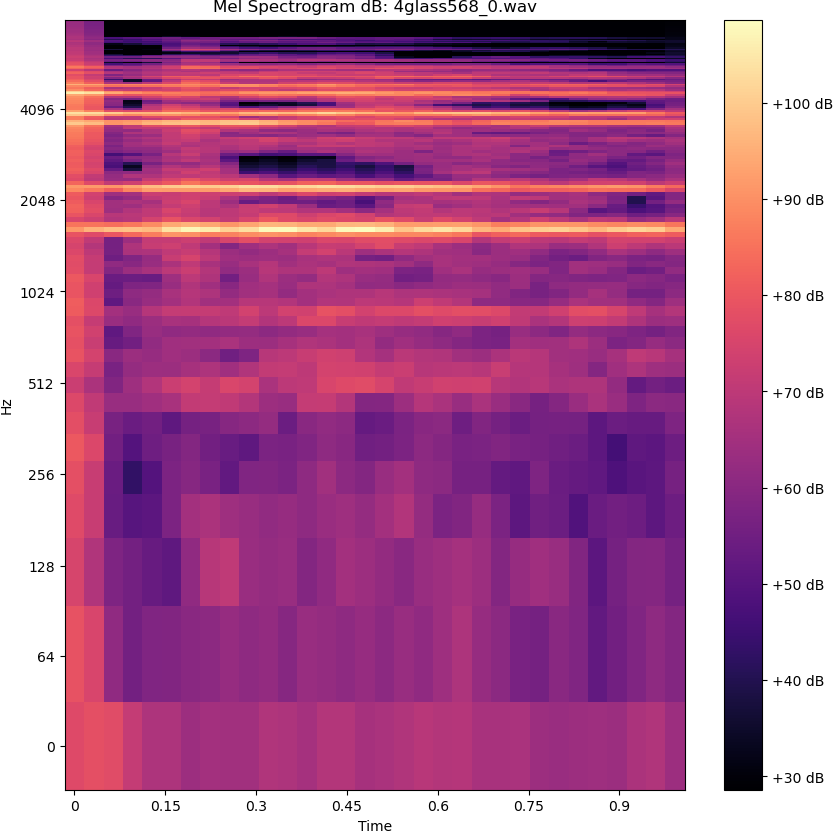 Mel Spectrogram dB: 4glass568_0.wav
4096
2048
1024
512
256
128
64
0
Hz
0
0.15
0.3
0.45
0.6
0.75
0.9
Time
+100 dB
+90 dB
+80 dB
+70 dB
+60 dB
+50 dB
+40 dB
+30 dB